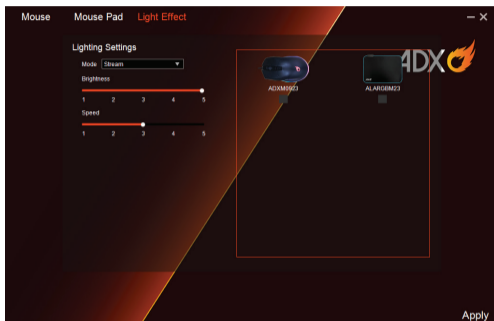 Mouse Mouse Pad Light Effect
Lighting Settings
Mode Stream
Brightness
1 2 3 4 5
Speed
1 2 3 4 5
ADX
ADXM0923
ALARGBM23
Apply